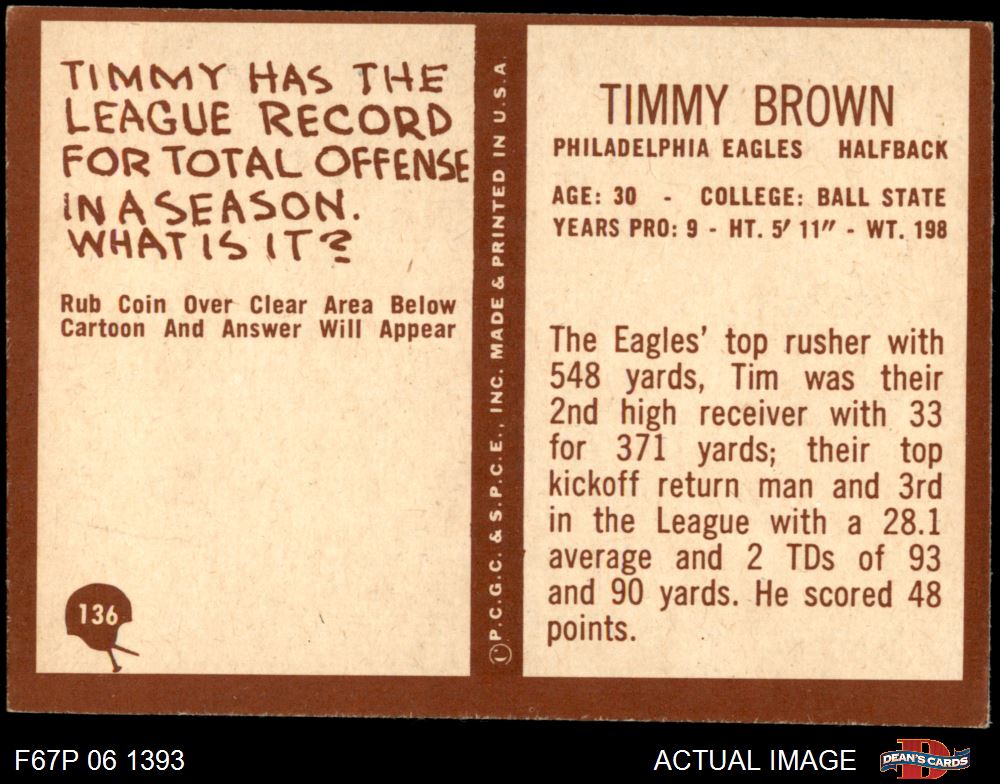 TIMMY HAS THE
LEAGUE RECORD
FOR TOTAL OFFENSE
IN A SEASON.
WHAT IS IT?
Rub Coin Over Clear Area Below
Cartoon And Answer Will Appear
136
© P.C.G.C. & S.P.C.E., INC. MADE & PRINTED IN U.S.A.
TIMMY BROWN
PHILADELPHIA EAGLES HALFBACK
AGE: 30 - COLLEGE: BALL STATE
YEARS PRO: 9 - HT. 5' 11" - WT. 198
The Eagles' top rusher with
548 yards, Tim was their
2nd high receiver with 33
for 371 yards; their top
kickoff return man and 3rd
in the League with a 28.1
average and 2 TDs of 93
and 90 yards. He scored 48
points.
F67P 06 1393
ACTUAL IMAGE
D
DEAN'S CARDS